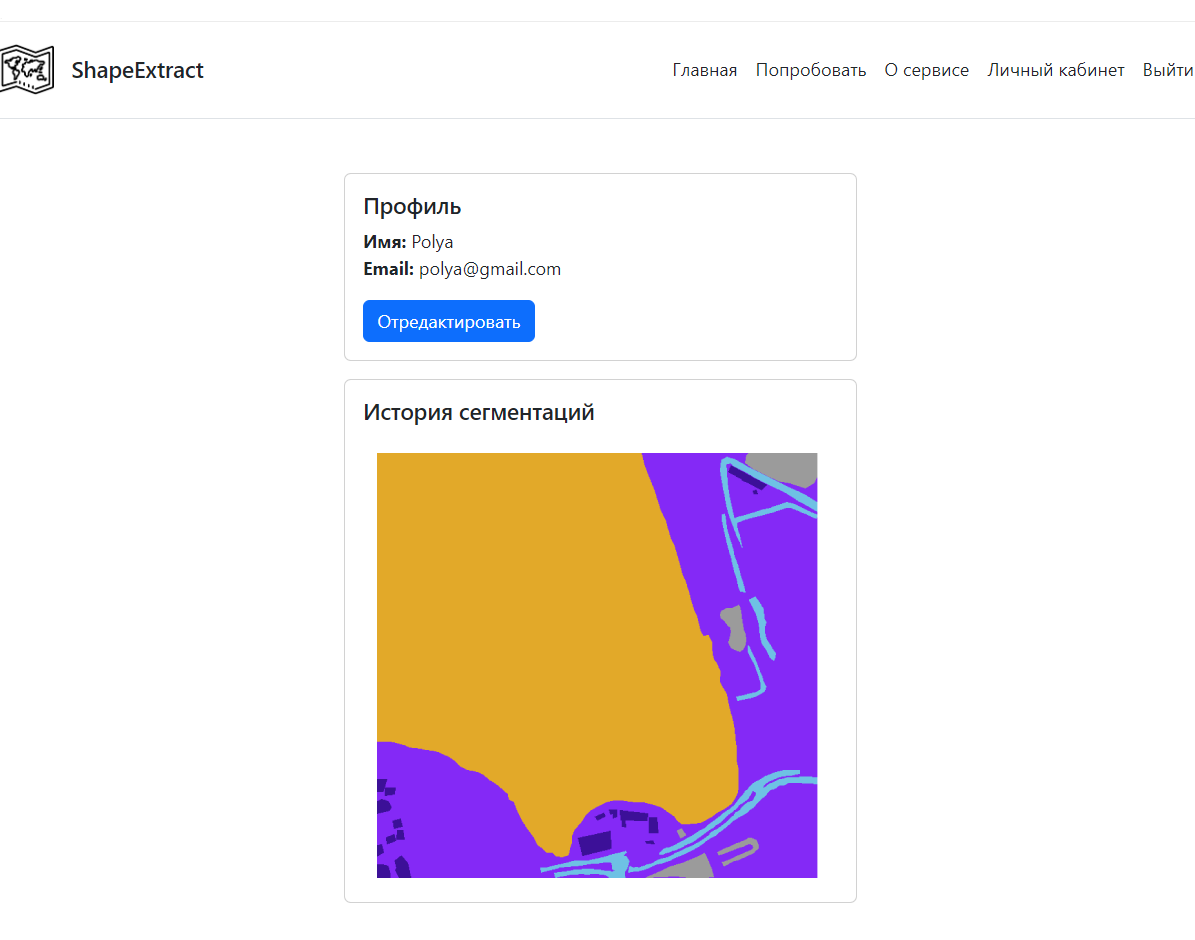 ShapeExtract
Главная Попробовать О сервисе Личный кабинет Выйти
Профиль
Имя: Polya
Email: polya@gmail.com
Отредактировать
История сегментаций